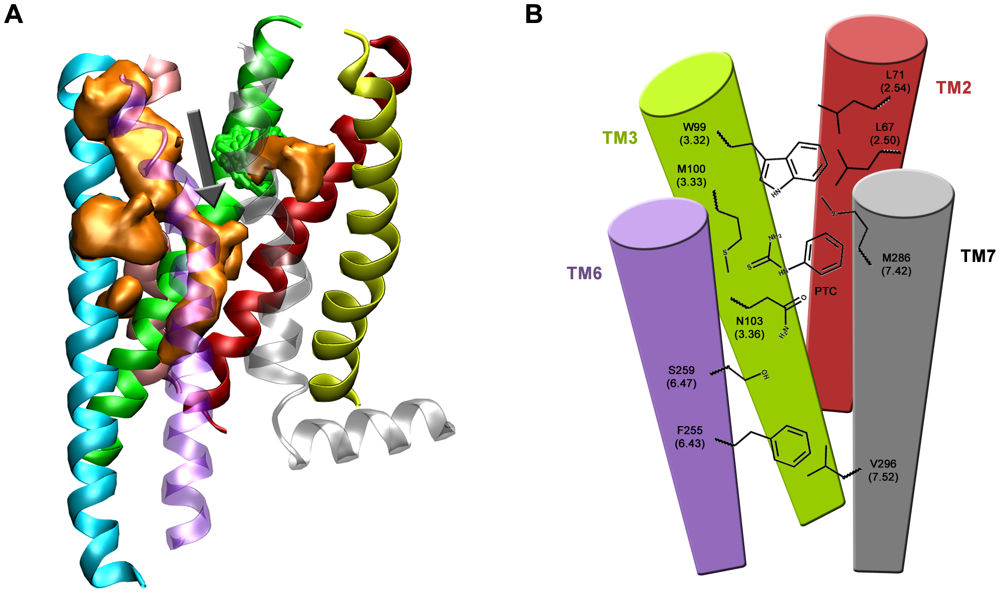 A
B
L71
(2.54)
TM2
W99
(3.32)
L67
(2.50)
TM3
M100
(3.33)
HN
S
NH2
S
S
HN
M286
(7.42)
TM7
TM6
PTC
O
N103
(3.36)
H2N
S259
(6.47)
OH
F255
(6.43)
V296
(7.52)